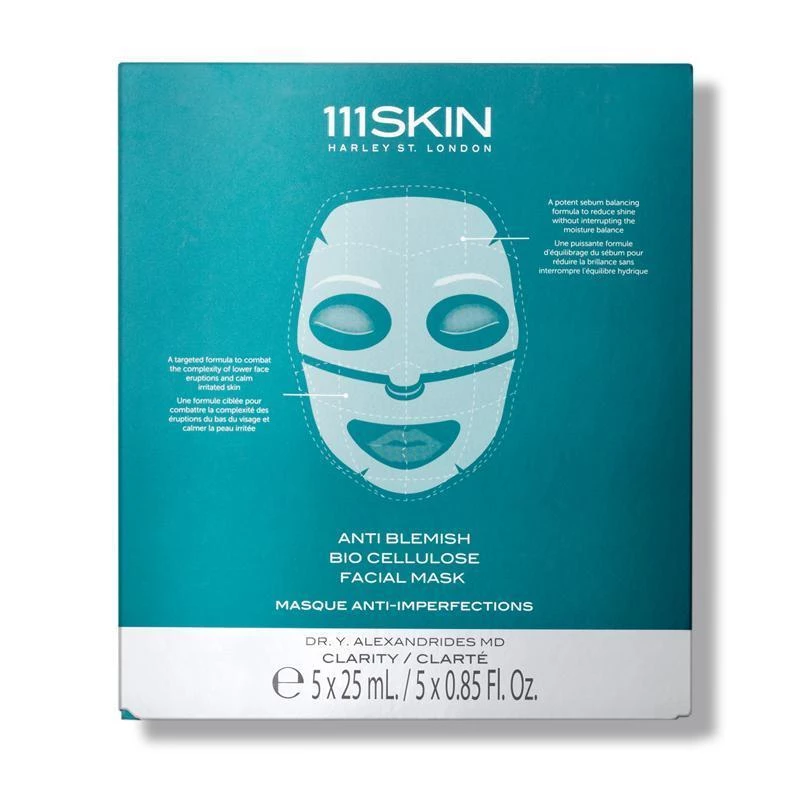 111SKIN
HARLEY ST. LONDON
A potent sebum balancing
formula to reduce shine
without interrupting the
moisture balance
Une puissante formule
d'équilibrage du sébum pour
réduire la brillance sans
interrompre l'équilibre hydrique
A targeted formula to combat
the complexity of lower face
eruptions and calm
irritated skin
Une formule ciblée pour
combattre la complexité des
éruptions du bas du visage et
calmer la peau irritée
ANTI BLEMISH
BIO CELLULOSE
FACIAL MASK
MASQUE ANTI-IMPERFECTIONS
DR. Y. ALEXANDRIDES MD
CLARITY / CLARTÉ
℮ 5 x 25 mL. / 5 x 0.85 Fl. Oz.